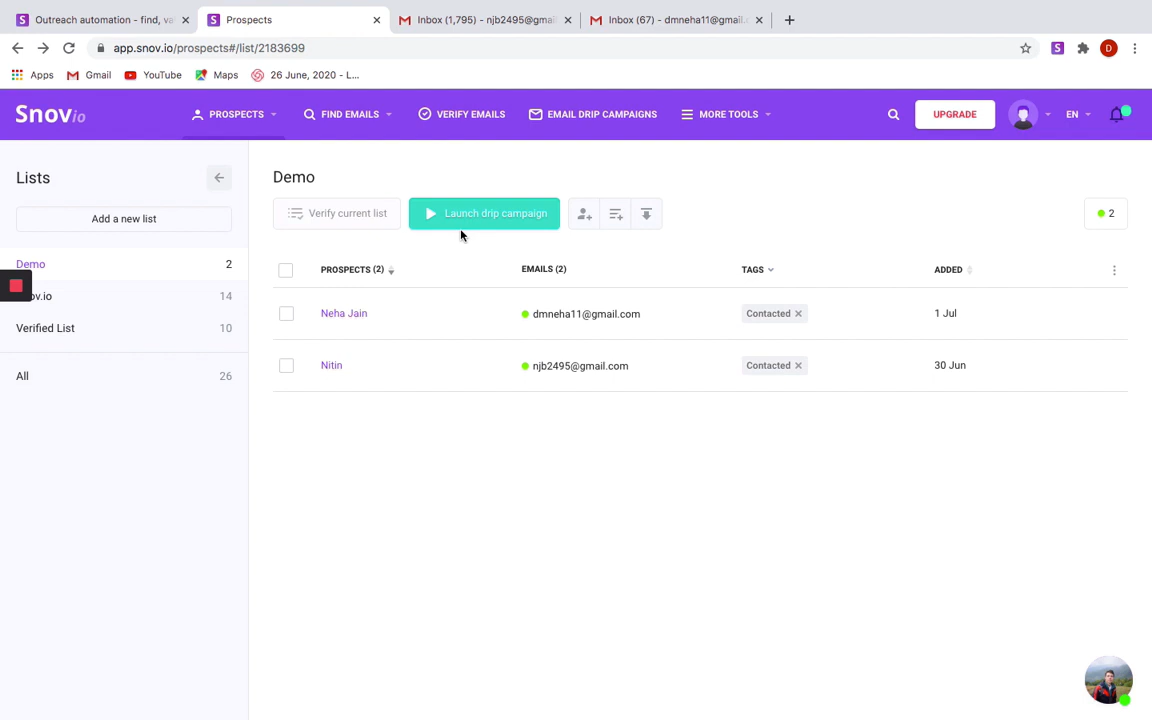 Outreach automation - find, va
Prospects
Inbox (1,795) - njb2495@gmail
Inbox (67) - dmneha11@gmail.
app.snov.io/prospects#/list/2183699
D
Apps
Gmail
YouTube
Maps
26 June, 2020 - L...
Snovio
PROSPECTS
FIND EMAILS
VERIFY EMAILS
EMAIL DRIP CAMPAIGNS
MORE TOOLS
UPGRADE
EN
Lists
Add a new list
Demo 2
ov.io 14
Verified List 10
All 26
Demo
Verify current list
Launch drip campaign
2
PROSPECTS (2) EMAILS (2) TAGS ADDED
Neha Jain dmneha11@gmail.com Contacted 1 Jul
Nitin njb2495@gmail.com Contacted 30 Jun